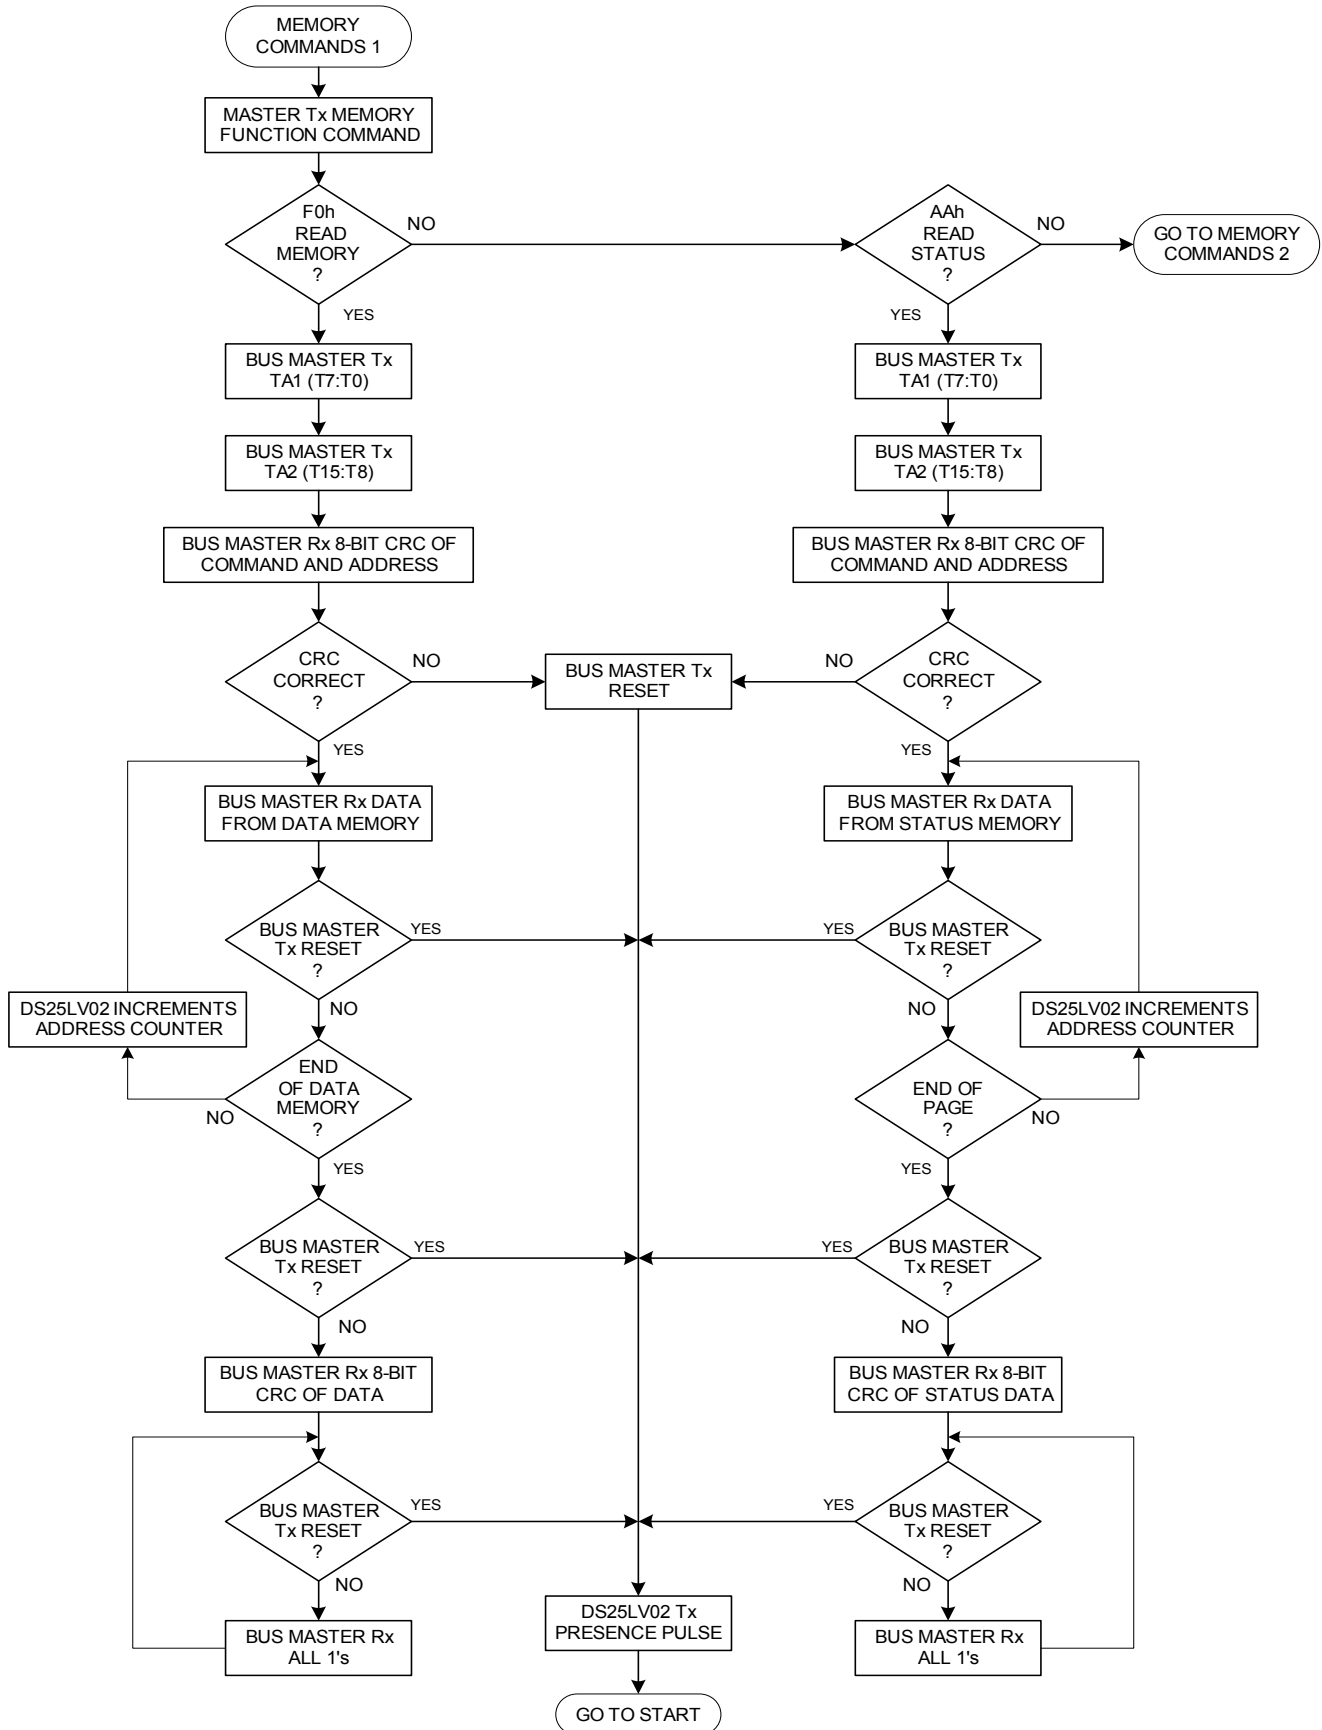 MEMORY
COMMANDS 1
MASTER Tx MEMORY
FUNCTION COMMAND
F0h
READ
MEMORY
?
NO
YES
AAh
READ
STATUS
?
NO
YES
GO TO MEMORY
COMMANDS 2
BUS MASTER Tx
TA1 (T7:T0)
BUS MASTER Tx
TA1 (T7:T0)
BUS MASTER Tx
TA2 (T15:T8)
BUS MASTER Tx
TA2 (T15:T8)
BUS MASTER Rx 8-BIT CRC OF
COMMAND AND ADDRESS
BUS MASTER Rx 8-BIT CRC OF
COMMAND AND ADDRESS
CRC
CORRECT
?
NO
YES
BUS MASTER Tx
RESET
NO
CRC
CORRECT
?
YES
BUS MASTER Rx DATA
FROM DATA MEMORY
BUS MASTER Rx DATA
FROM STATUS MEMORY
BUS MASTER
Tx RESET
?
YES
NO
YES
BUS MASTER
Tx RESET
?
NO
DS25LV02 INCREMENTS
ADDRESS COUNTER
DS25LV02 INCREMENTS
ADDRESS COUNTER
END
OF DATA
MEMORY
?
NO
YES
END OF
PAGE
?
NO
YES
BUS MASTER
Tx RESET
?
YES
NO
YES
BUS MASTER
Tx RESET
?
NO
BUS MASTER Rx 8-BIT
CRC OF DATA
BUS MASTER Rx 8-BIT
CRC OF STATUS DATA
BUS MASTER
Tx RESET
?
YES
NO
YES
BUS MASTER
Tx RESET
?
NO
BUS MASTER Rx
ALL 1's
DS25LV02 Tx
PRESENCE PULSE
BUS MASTER Rx
ALL 1's
GO TO START